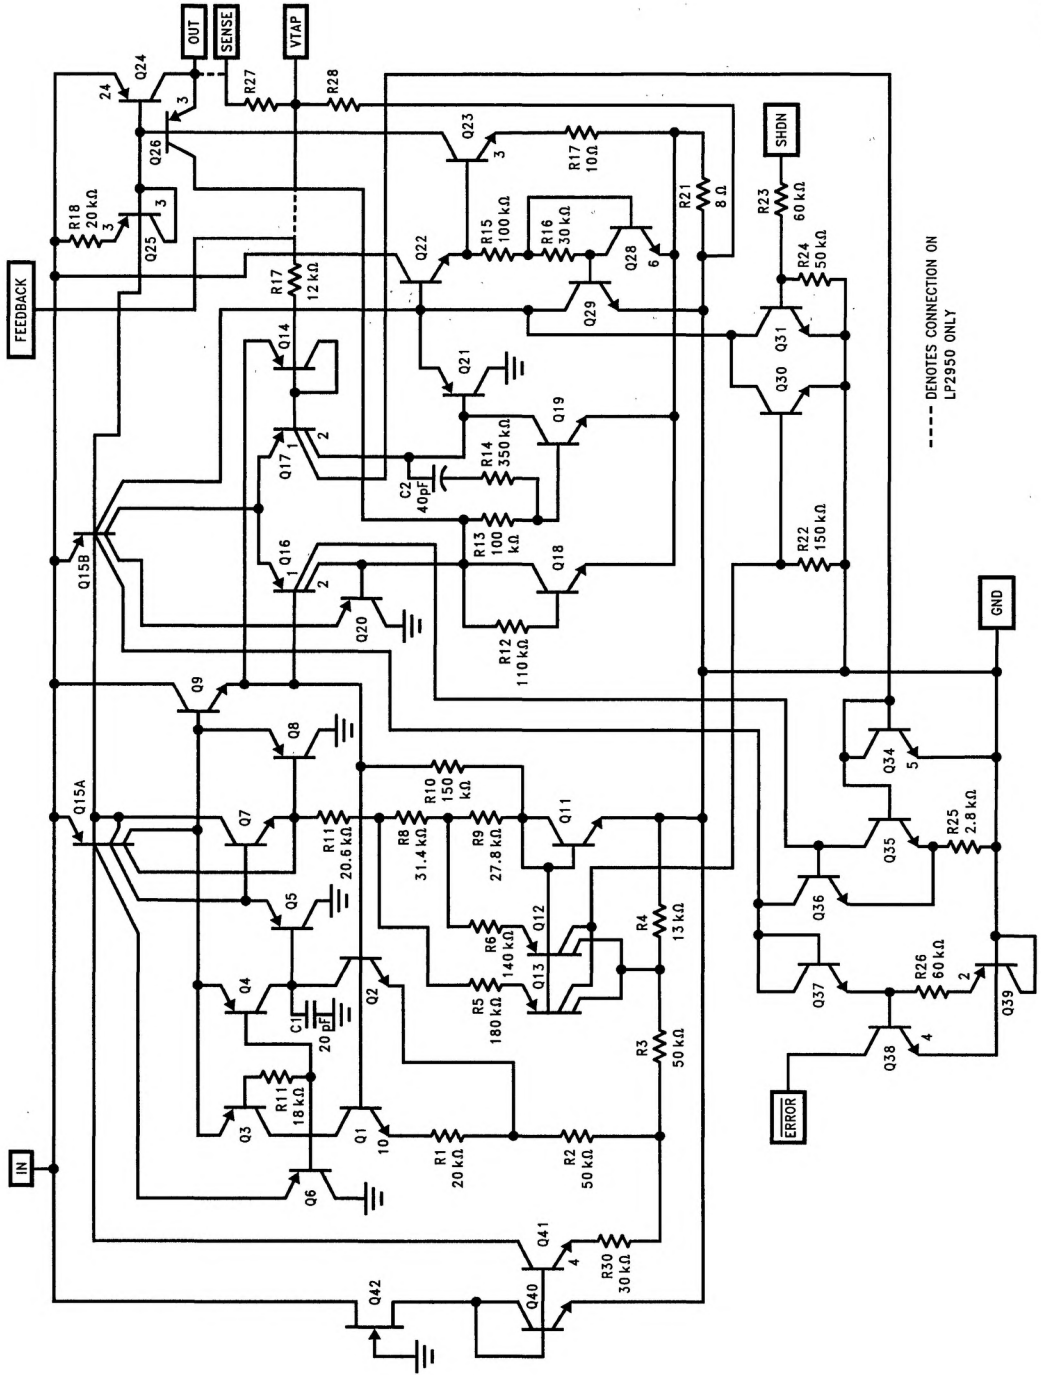 IN
FEEDBACK
Q15A
Q15B
R18
20 kΩ
3
Q25
3
24
Q24
Q26
3
OUT
SENSE
VTAP
R27
R28
Q9
Q8
Q7
Q5
Q4
Q3
R11
18 kΩ
Q6
C1
20 pF
Q2
Q1
10
R11
20.6 kΩ
R8
31.4 kΩ
R9
27.8 kΩ
R10
150
kΩ
Q11
R6
140 kΩ
R5
180 kΩ
Q12
Q13
R4
13 kΩ
R3
50 kΩ
R1
20 kΩ
R2
50 kΩ
Q42
Q41
4
Q40
R30
30 kΩ
Q16
1
2
Q17
1
2
Q14
R17
12 kΩ
Q20
Q21
Q22
Q23
3
R17
10 Ω
R12
110 kΩ
R13
100
kΩ
C2
40 pF
R14
350 kΩ
Q18
Q19
R15
100 kΩ
R16
30 kΩ
Q28
6
Q29
R21
8 Ω
SHDN
R23
60 kΩ
R24
50 kΩ
Q31
Q30
R22
150 kΩ
GND
Q34
5
Q35
R25
2.8 kΩ
Q36
Q37
R26
60 kΩ
Q38
4
2
Q39
ERROR
---- DENOTES CONNECTION ON
LP2950 ONLY